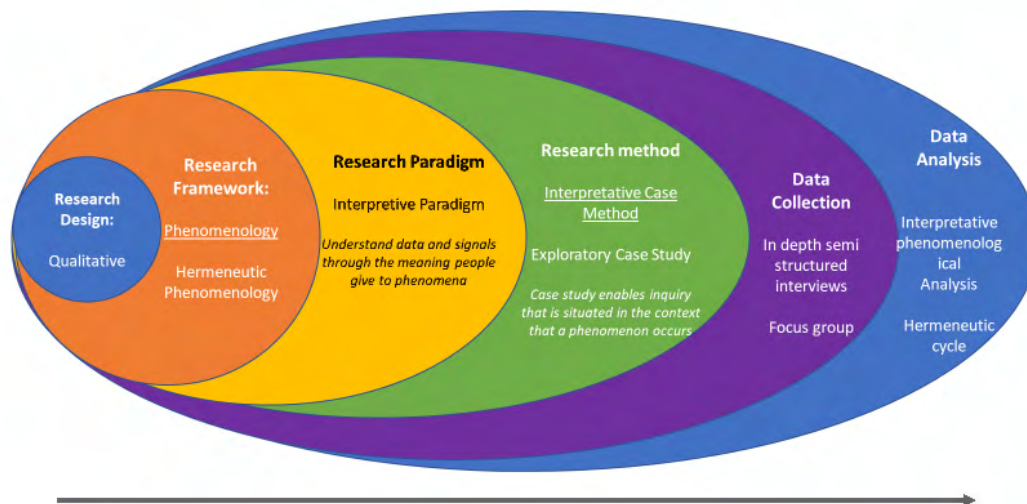 Research
Design:
Qualitative
Research
Framework:
Phenomenology
Hermeneutic
Phenomenology
Research Paradigm
Interpretive Paradigm
Understand data and signals
through the meaning people
give to phenomena
Research method
Interpretative Case
Method
Exploratory Case Study
Case study enables inquiry
that is situated in the context
that a phenomenon occurs
Data
Collection
In depth semi
structured
interviews
Focus group
Data
Analysis
Interpretative
phenomenolog
ical
Analysis
Hermeneutic
cycle